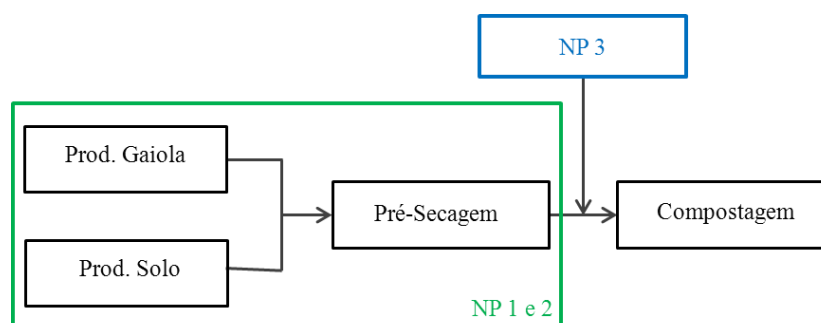 NP 3
Prod. Gaiola
Pré-Secagem
Compostagem
Prod. Solo
NP 1 e 2